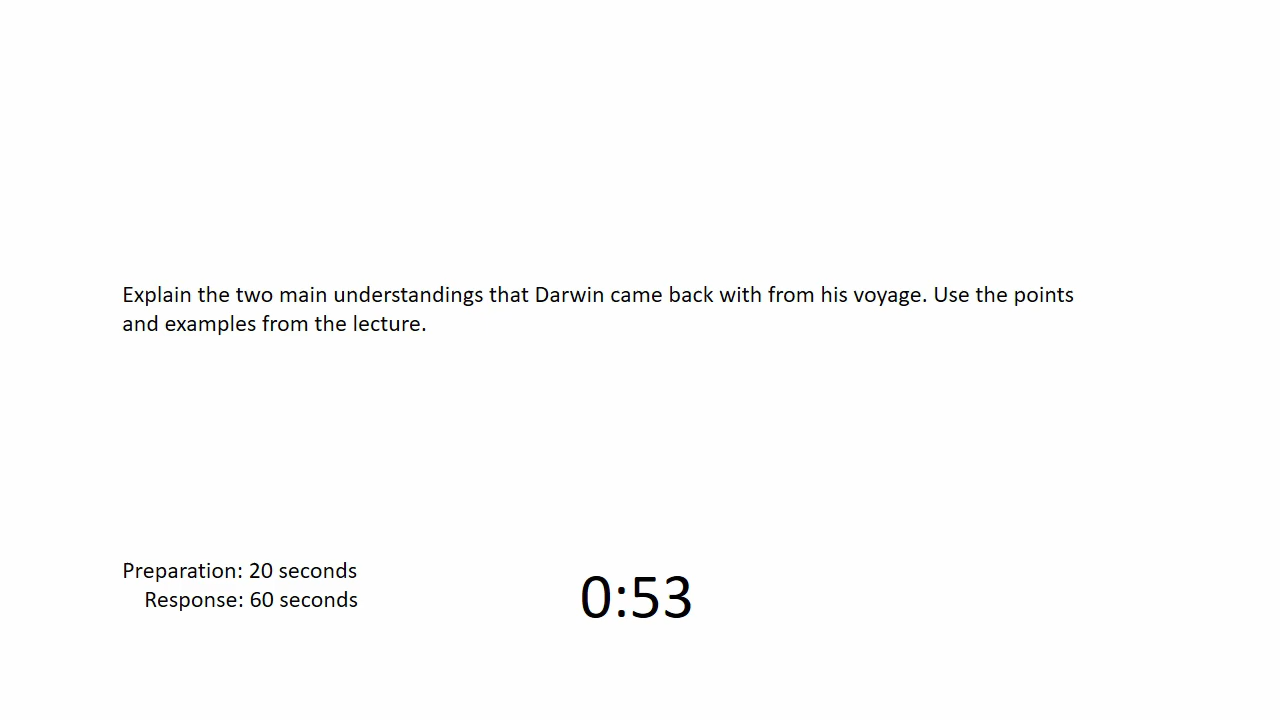 Explain the two main understandings that Darwin came back with from his voyage. Use the points
and examples from the lecture.
Preparation: 20 seconds
Response: 60 seconds
0:53